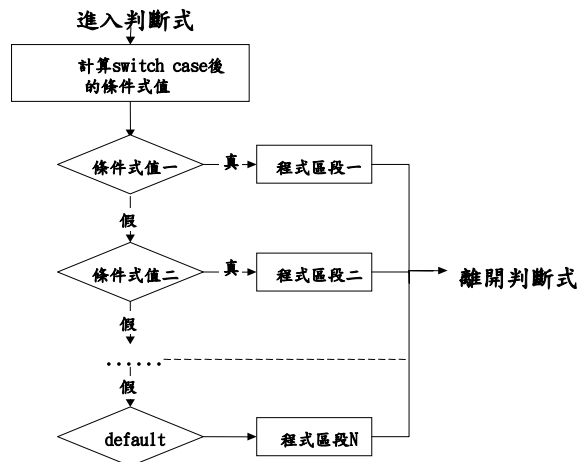 進入判斷式
計算switch case後
的條件式值
條件式值一
真
程式區段一
假
條件式值二
真
程式區段二
離開判斷式
假
......
假
default
程式區段N